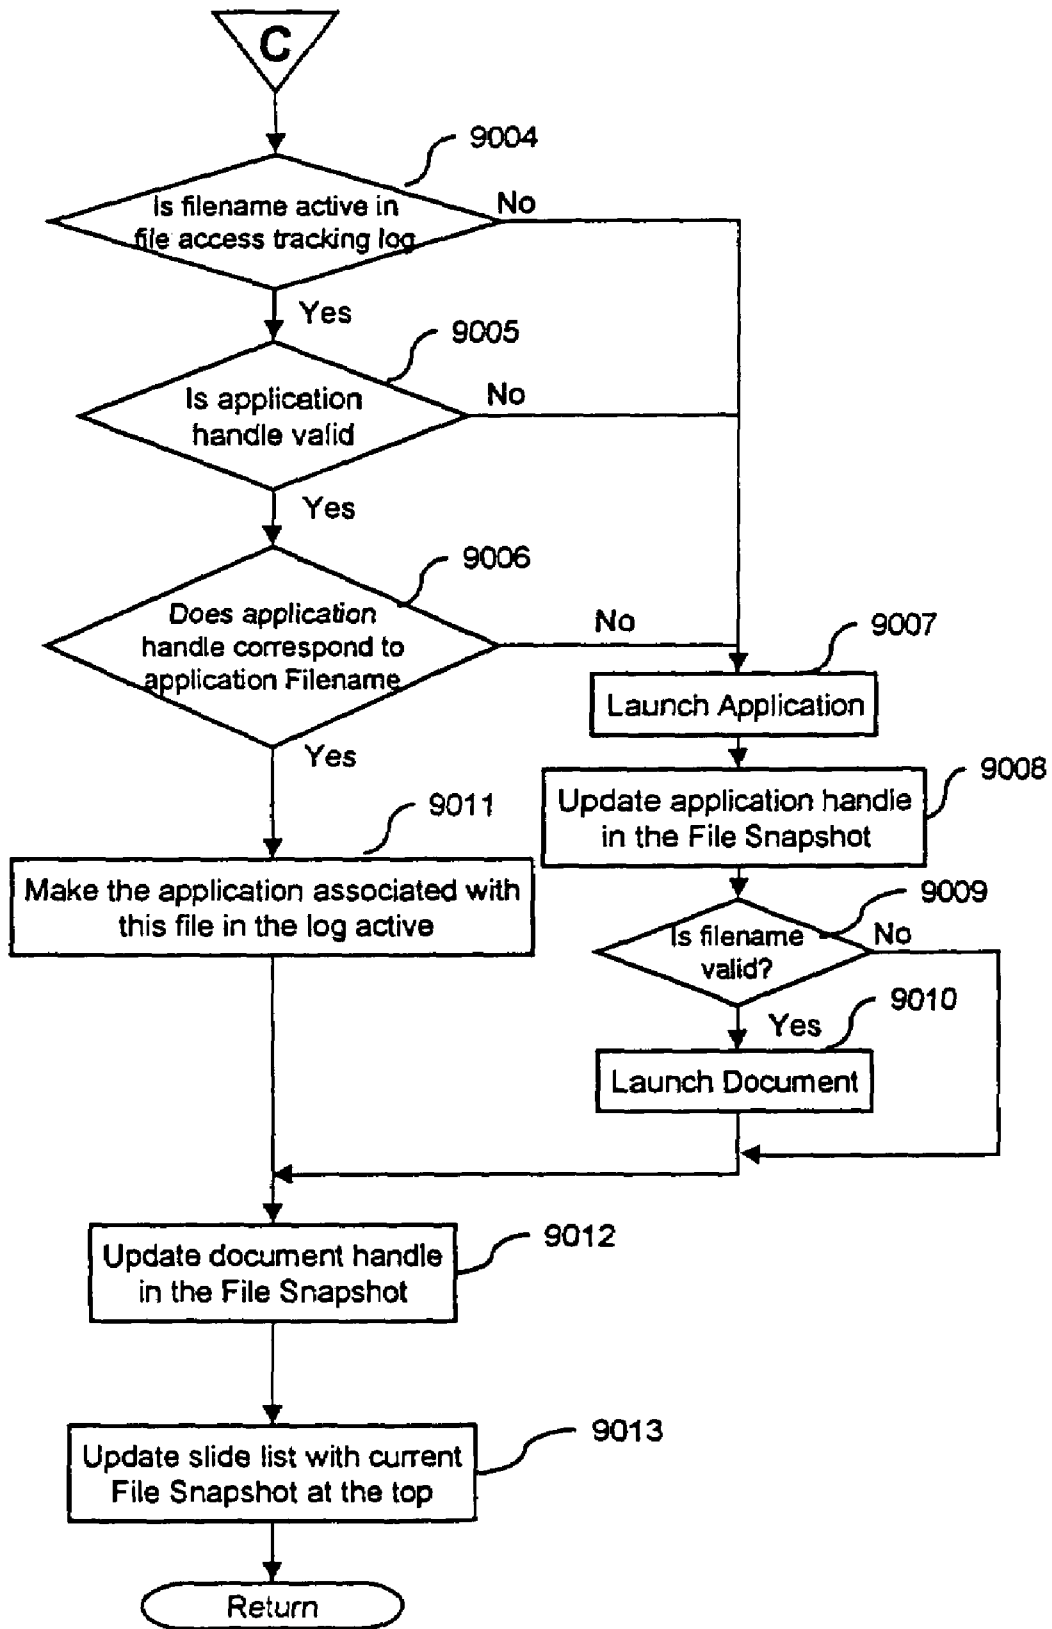 C
9004
Is filename active in
file access tracking log
No
Yes
9005
Is application
handle valid
No
Yes
9006
Does application
handle correspond to
application Filename
No
Yes
9007
Launch Application
9008
Update application handle
in the File Snapshot
9011
Make the application associated with
this file in the log active
9009
Is filename
valid?
No
Yes
9010
Launch Document
9012
Update document handle
in the File Snapshot
9013
Update slide list with current
File Snapshot at the top
Return